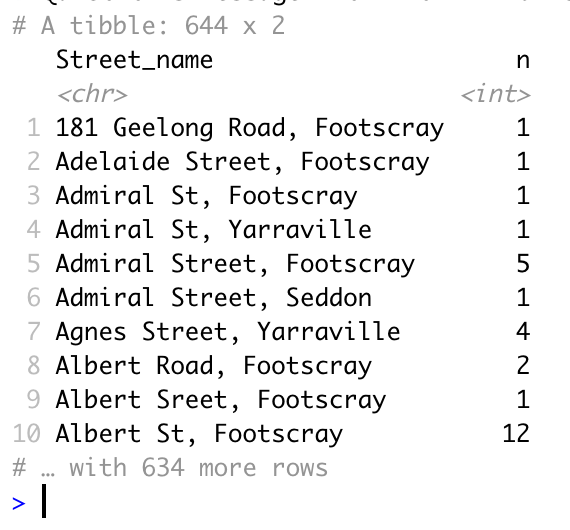 # A tibble: 644 x 2
Street_name n
<chr> <int>
1 181 Geelong Road, Footscray 1
2 Adelaide Street, Footscray 1
3 Admiral St, Footscray 1
4 Admiral St, Yarraville 1
5 Admiral Street, Footscray 5
6 Admiral Street, Seddon 1
7 Agnes Street, Yarraville 4
8 Albert Road, Footscray 2
9 Albert Sreet, Footscray 1
10 Albert St, Footscray 12
# … with 634 more rows
>